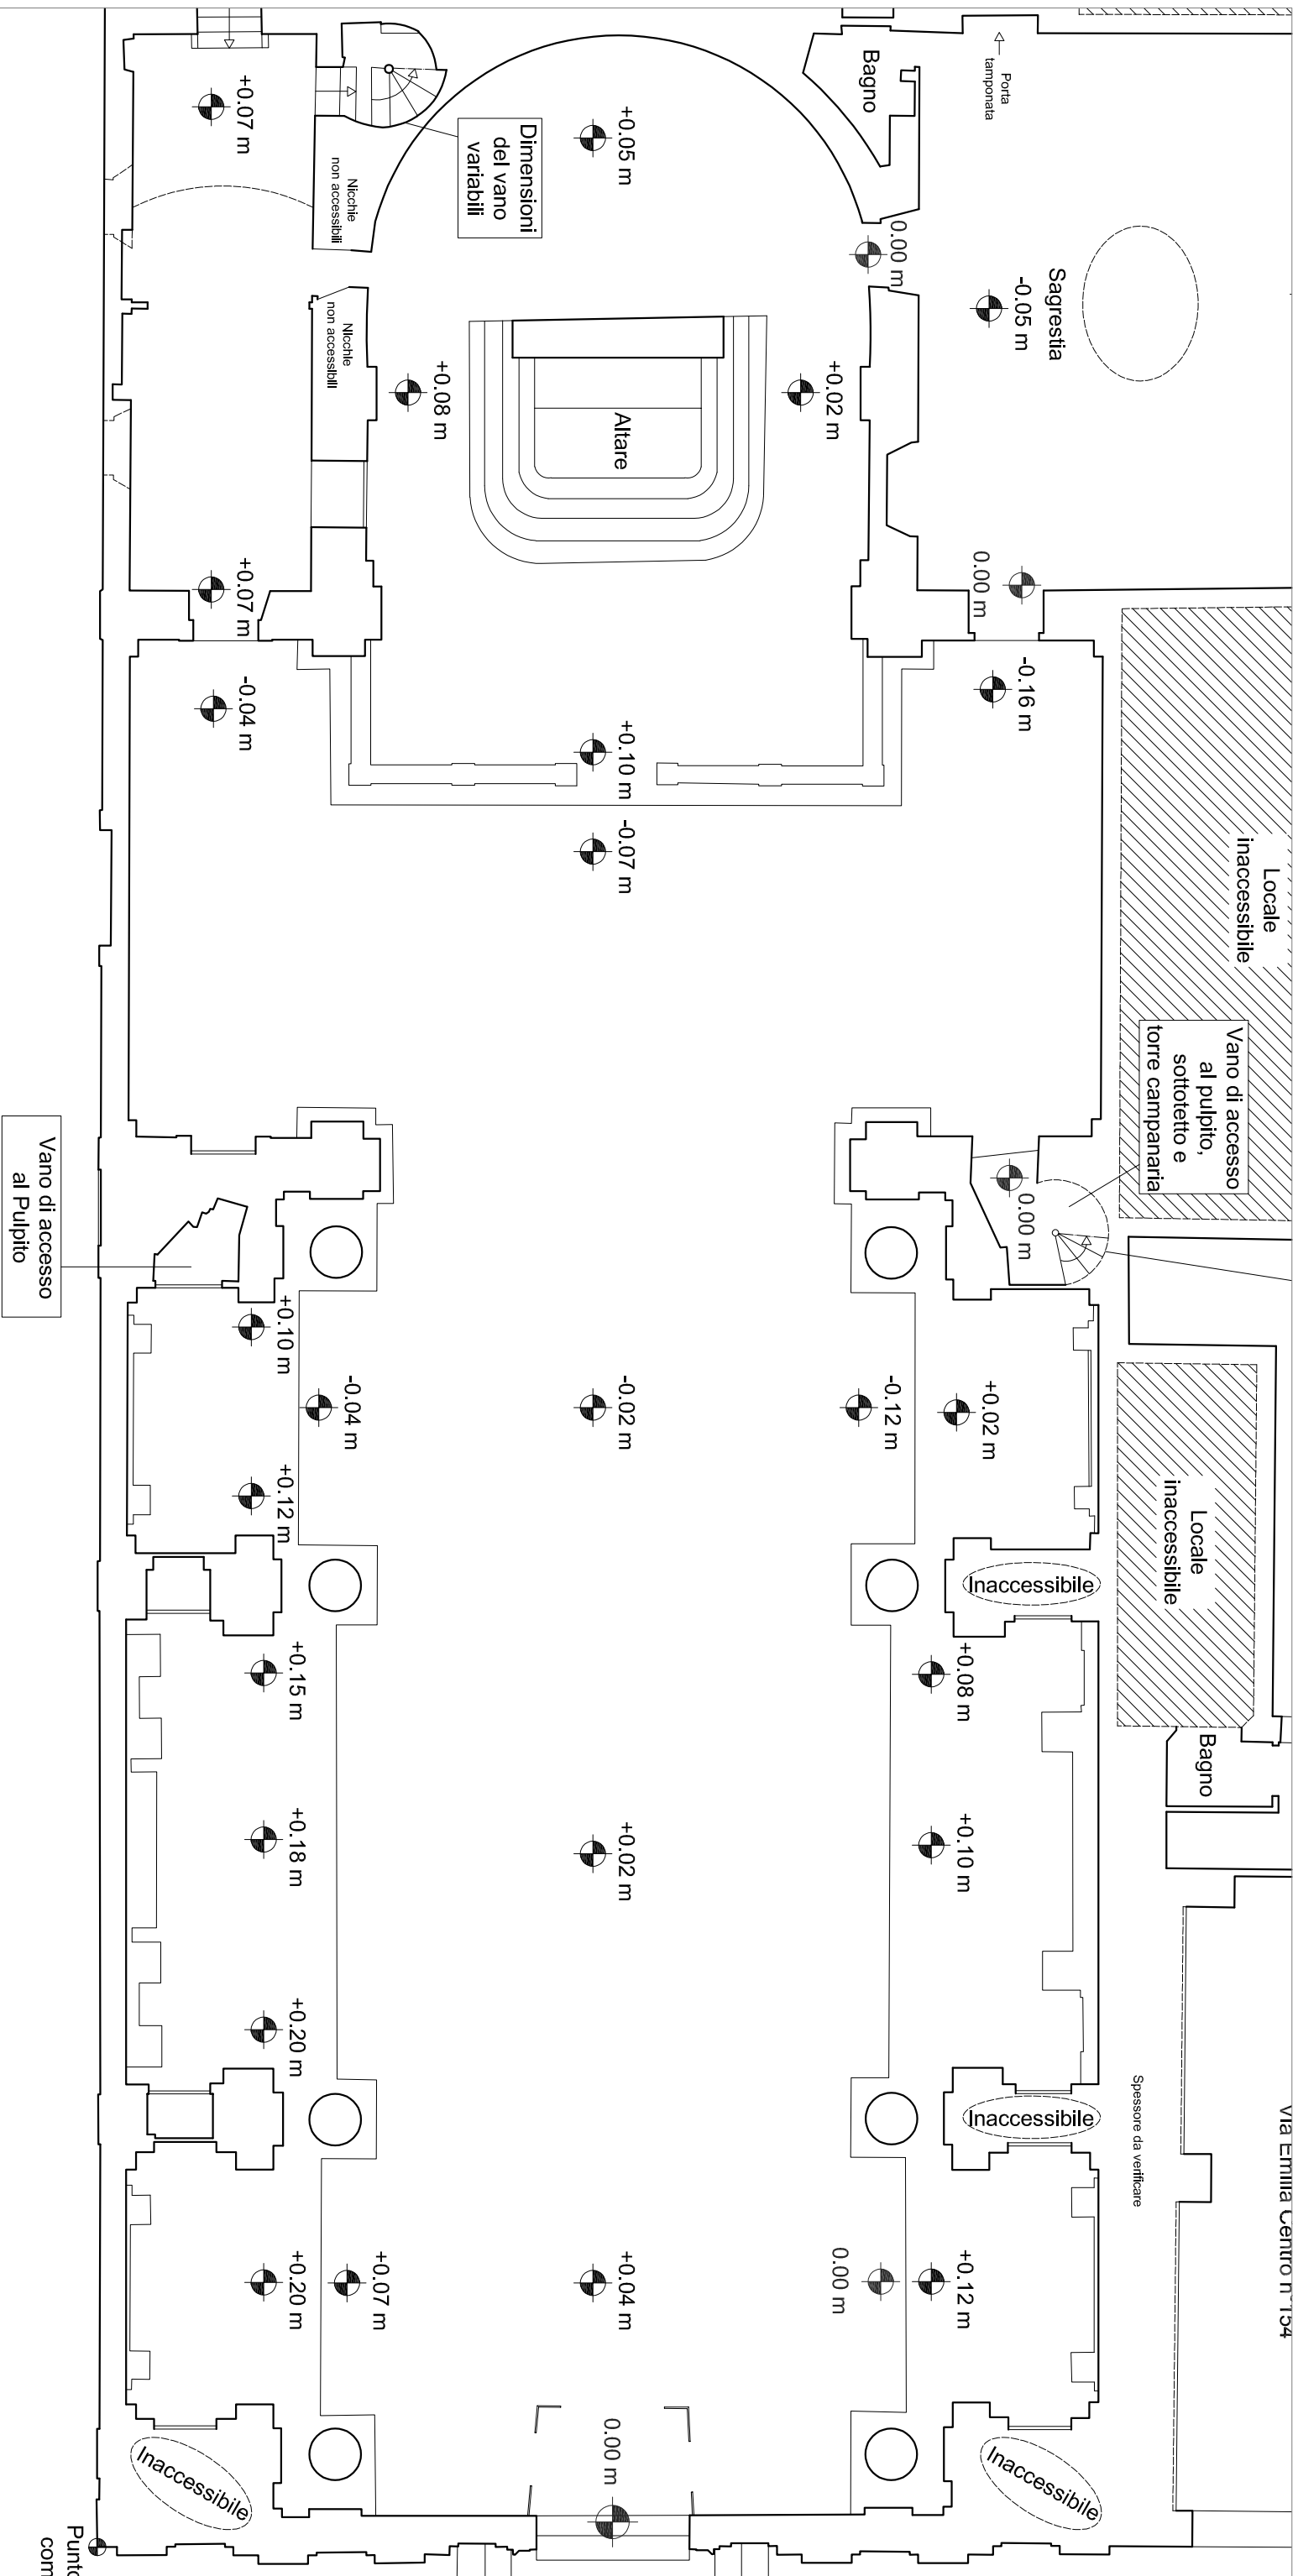 +0.07 m
Dimensioni
del vano
variabili
+0.05 m
Bagno
Porta
tamponata
Nicchie
non accessibili
0.00 m
Sagrestia
-0.05 m
Nicchie
non accessibili
+0.08 m
Altare
+0.02 m
+0.07 m
0.00 m
-0.04 m
+0.10 m
-0.16 m
-0.07 m
Locale
inaccessibile
Vano di accesso
al pulpito,
sottotetto e
torre campanaria
Vano di accesso
al Pulpito
0.00 m
+0.10 m
-0.04 m
-0.02 m
-0.12 m
+0.02 m
+0.12 m
Locale
inaccessibile
Inaccessibile
+0.15 m
+0.08 m
Bagno
+0.18 m
+0.02 m
+0.10 m
+0.20 m
Inaccessibile
Spessore da verificare
Via Emilia Centro n°154
+0.20 m
+0.07 m
+0.04 m
0.00 m
+0.12 m
0.00 m
Inaccessibile
Inaccessibile